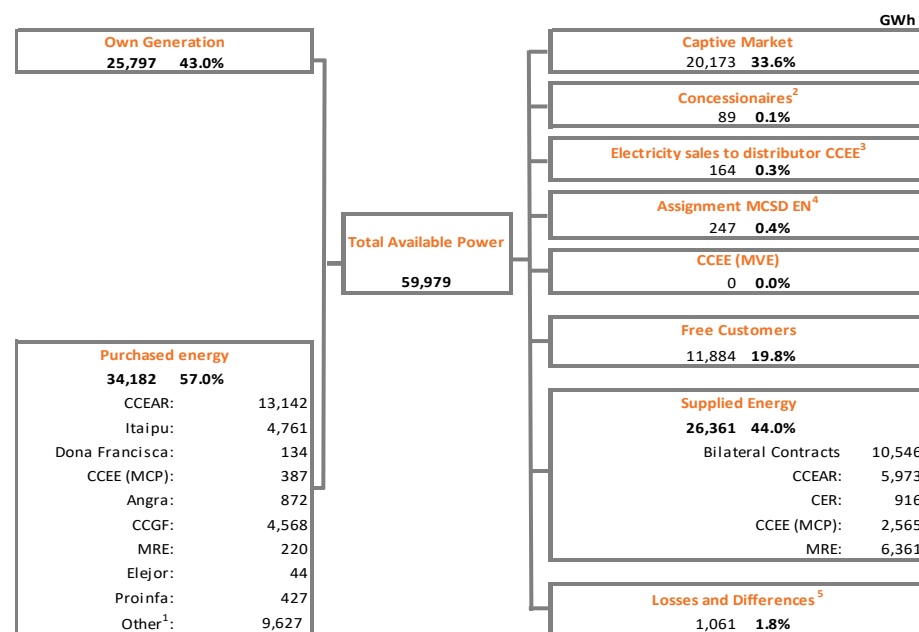 GWh
Own Generation
25,797 43.0%
Purchased energy
34,182 57.0%
CCEAR: 13,142
Itaipu: 4,761
Dona Francisca: 134
CCEE (MCP): 387
Angra: 872
CCGF: 4,568
MRE: 220
Elejor: 44
Proinfa: 427
Other1: 9,627
Total Available Power
59,979
Captive Market
20,173 33.6%
Concessionaires2
89 0.1%
Electricity sales to distributor CCEE3
164 0.3%
Assignment MCSD EN4
247 0.4%
CCEE (MVE)
0 0.0%
Free Customers
11,884 19.8%
Supplied Energy
26,361 44.0%
Bilateral Contracts 10,546
CCEAR: 5,973
CER: 916
CCEE (MCP): 2,565
MRE: 6,361
Losses and Differences5
1,061 1.8%